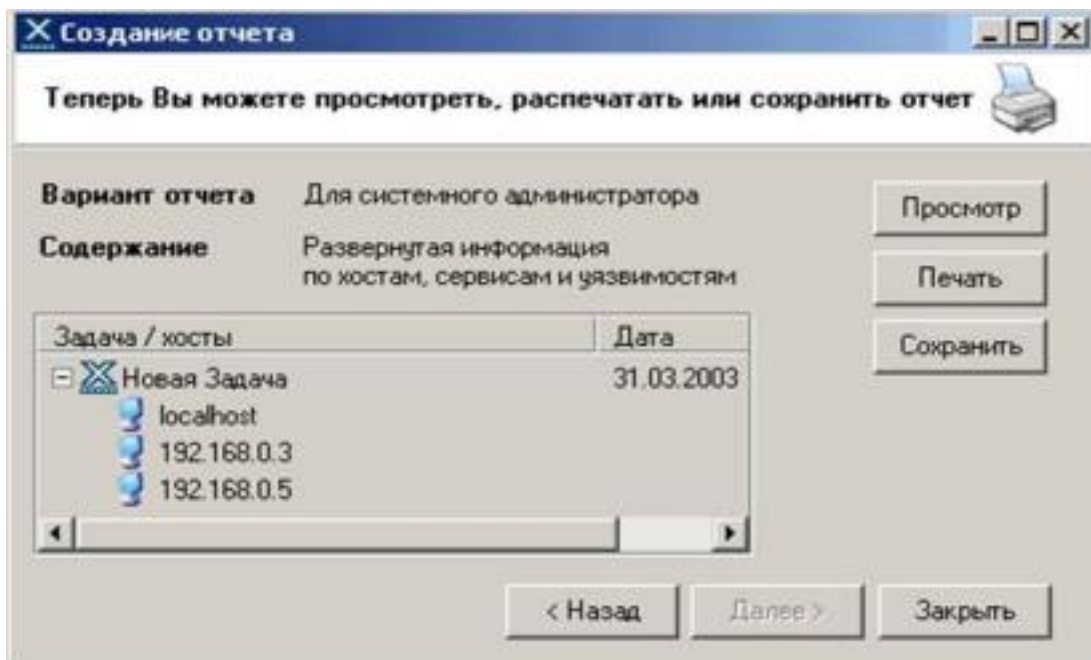 Создание отчета
Теперь Вы можете просмотреть, распечатать или сохранить отчет
Вариант отчета Для системного администратора
Содержание Развернутая информация
по хостам, сервисам и уязвимостям
Просмотр
Печать
Сохранить
Задача / хосты Дата
Новая Задача 31.03.2003
localhost
192.168.0.3
192.168.0.5
< Назад Далее > Закрыть